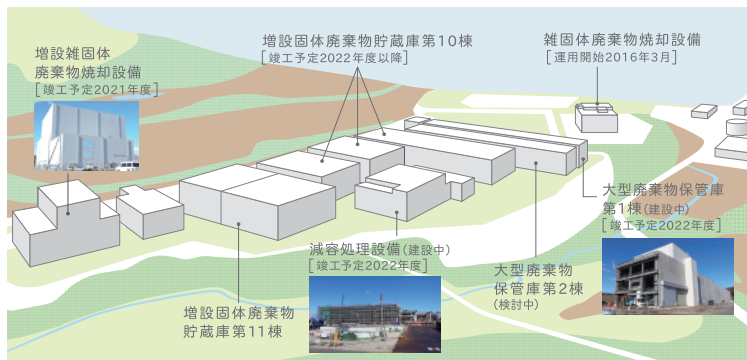 増設雑固体
廃棄物焼却設備
[竣工予定2021年度]
増設固体廃棄物貯蔵庫第10棟
[竣工予定2022年度以降]
雑固体廃棄物焼却設備
[運用開始2016年3月]
大型廃棄物保管庫
第1棟(建設中)
[竣工予定2022年度]
減容処理設備(建設中)
[竣工予定2022年度]
大型廃棄物
保管庫第2棟
(検討中)
増設固体廃棄物
貯蔵庫第11棟